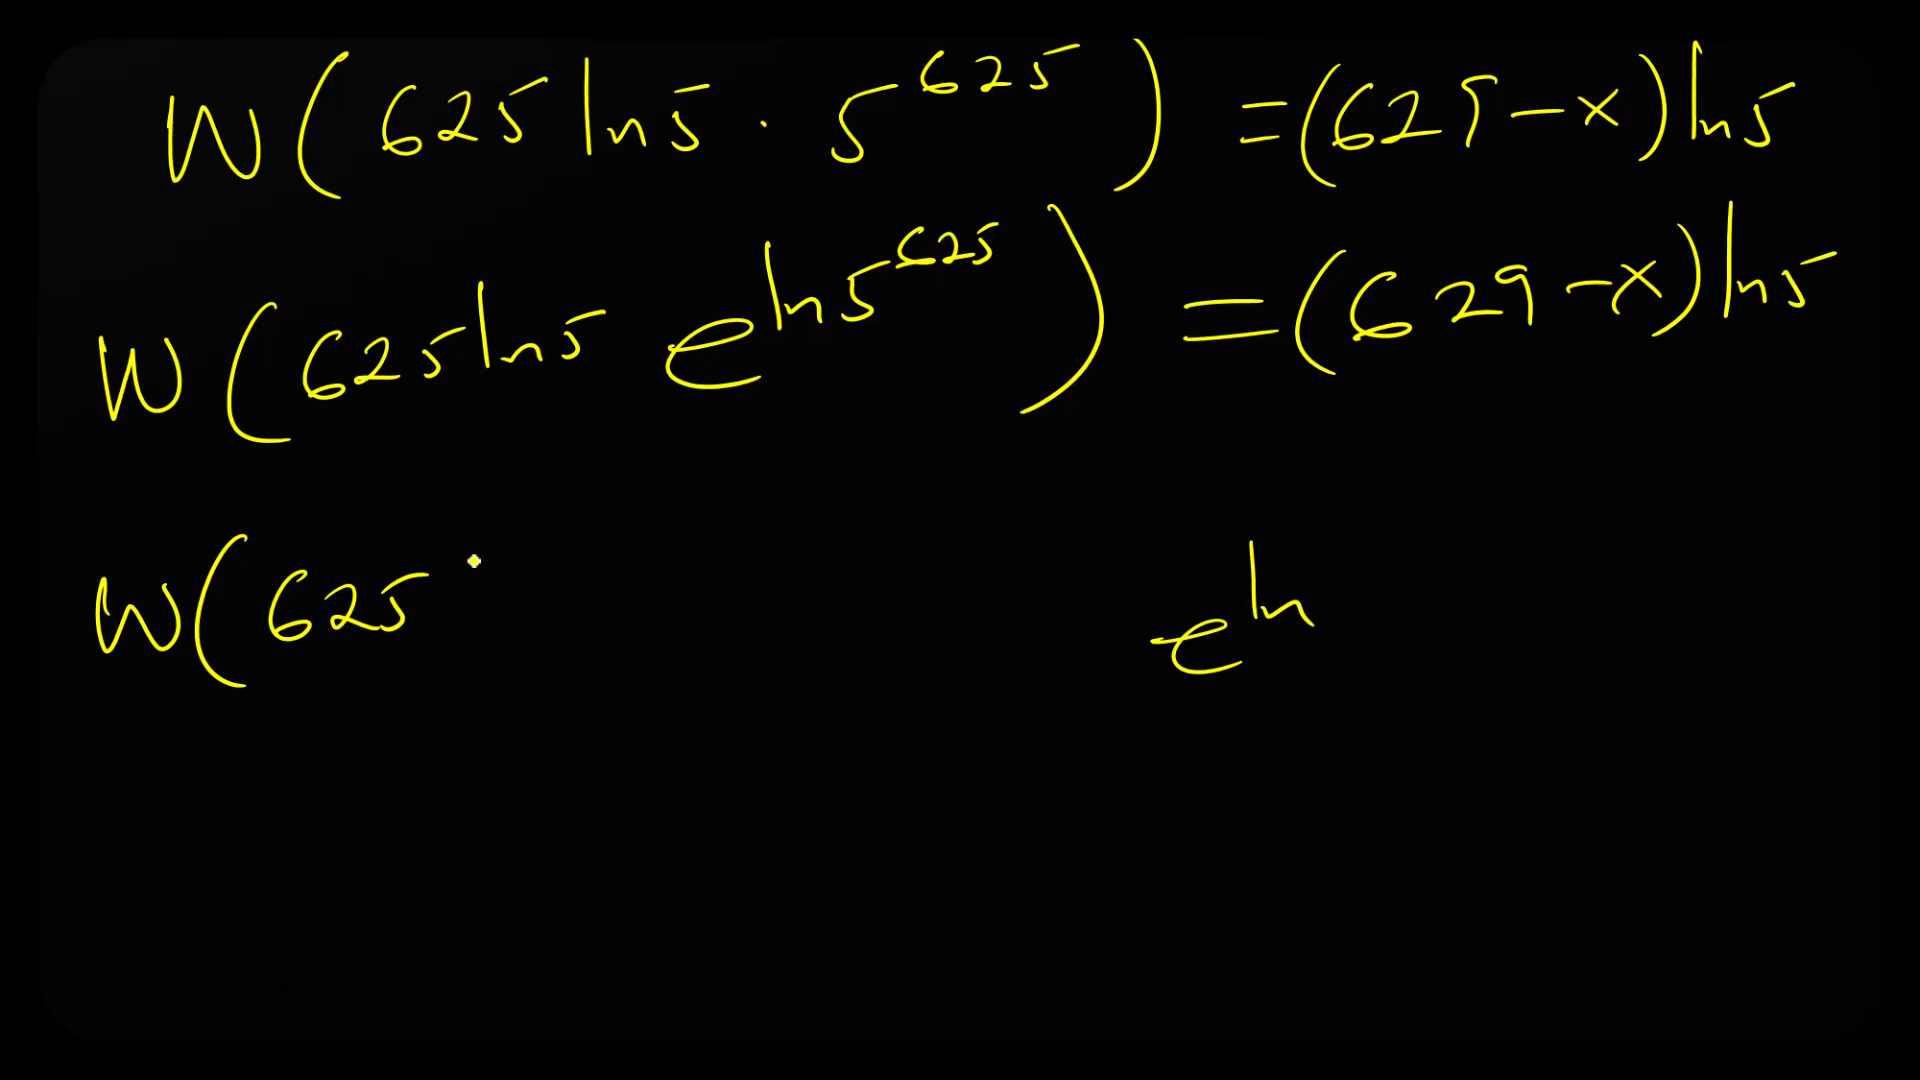 W(625 ln5 · 5^625) = (629 - x) ln5
W(625 ln5 e^ln5^625) = (629 - x) ln5
W(625 e^ln